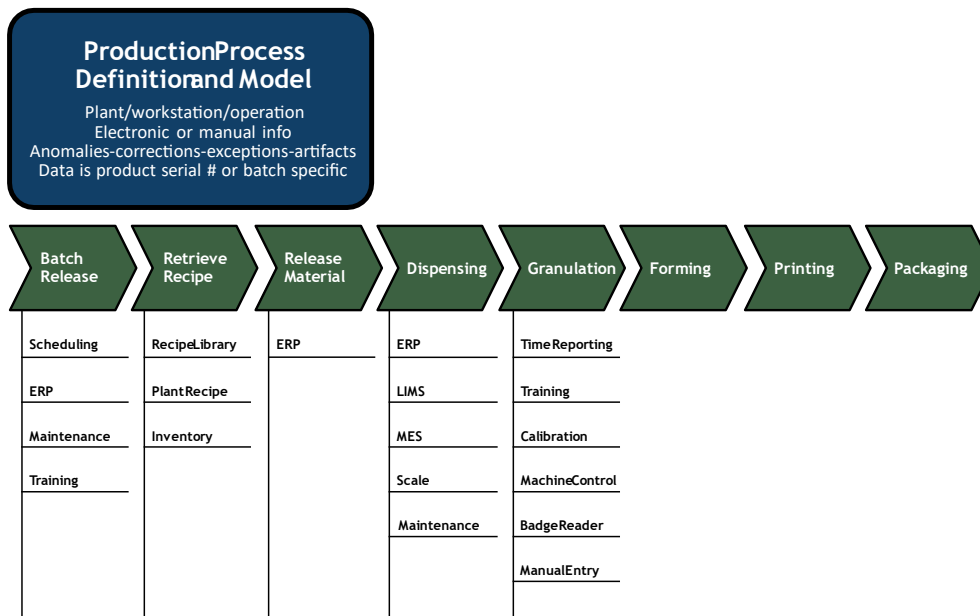 ProductionProcess
Definitionand Model
Plant/workstation/operation
Electronic or manual info
Anomalies-corrections-exceptions-artifacts
Data is product serial # or batch specific
Batch
Release
Retrieve
Recipe
Release
Material
Dispensing
Granulation
Forming
Printing
Packaging
Scheduling
ERP
Maintenance
Training
RecipeLibrary
PlantRecipe
Inventory
ERP
ERP
LIMS
MES
Scale
Maintenance
TimeReporting
Training
Calibration
MachineControl
BadgeReader
ManualEntry